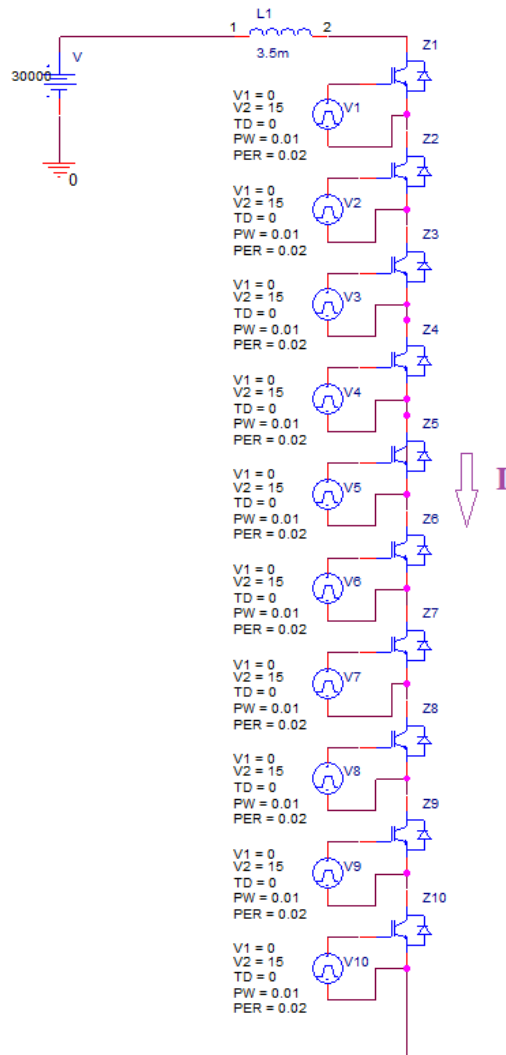 L1
1
2
3.5m
Z1
V
30000
0
V1 = 0
V2 = 15
TD = 0
PW = 0.01
PER = 0.02
V1
Z2
V1 = 0
V2 = 15
TD = 0
PW = 0.01
PER = 0.02
V2
Z3
V1 = 0
V2 = 15
TD = 0
PW = 0.01
PER = 0.02
V3
Z4
V1 = 0
V2 = 15
TD = 0
PW = 0.01
PER = 0.02
V4
Z5
V1 = 0
V2 = 15
TD = 0
PW = 0.01
PER = 0.02
V5
I
Z6
V1 = 0
V2 = 15
TD = 0
PW = 0.01
PER = 0.02
V6
Z7
V1 = 0
V2 = 15
TD = 0
PW = 0.01
PER = 0.02
V7
Z8
V1 = 0
V2 = 15
TD = 0
PW = 0.01
PER = 0.02
V8
Z9
V1 = 0
V2 = 15
TD = 0
PW = 0.01
PER = 0.02
V9
Z10
V1 = 0
V2 = 15
TD = 0
PW = 0.01
PER = 0.02
V10